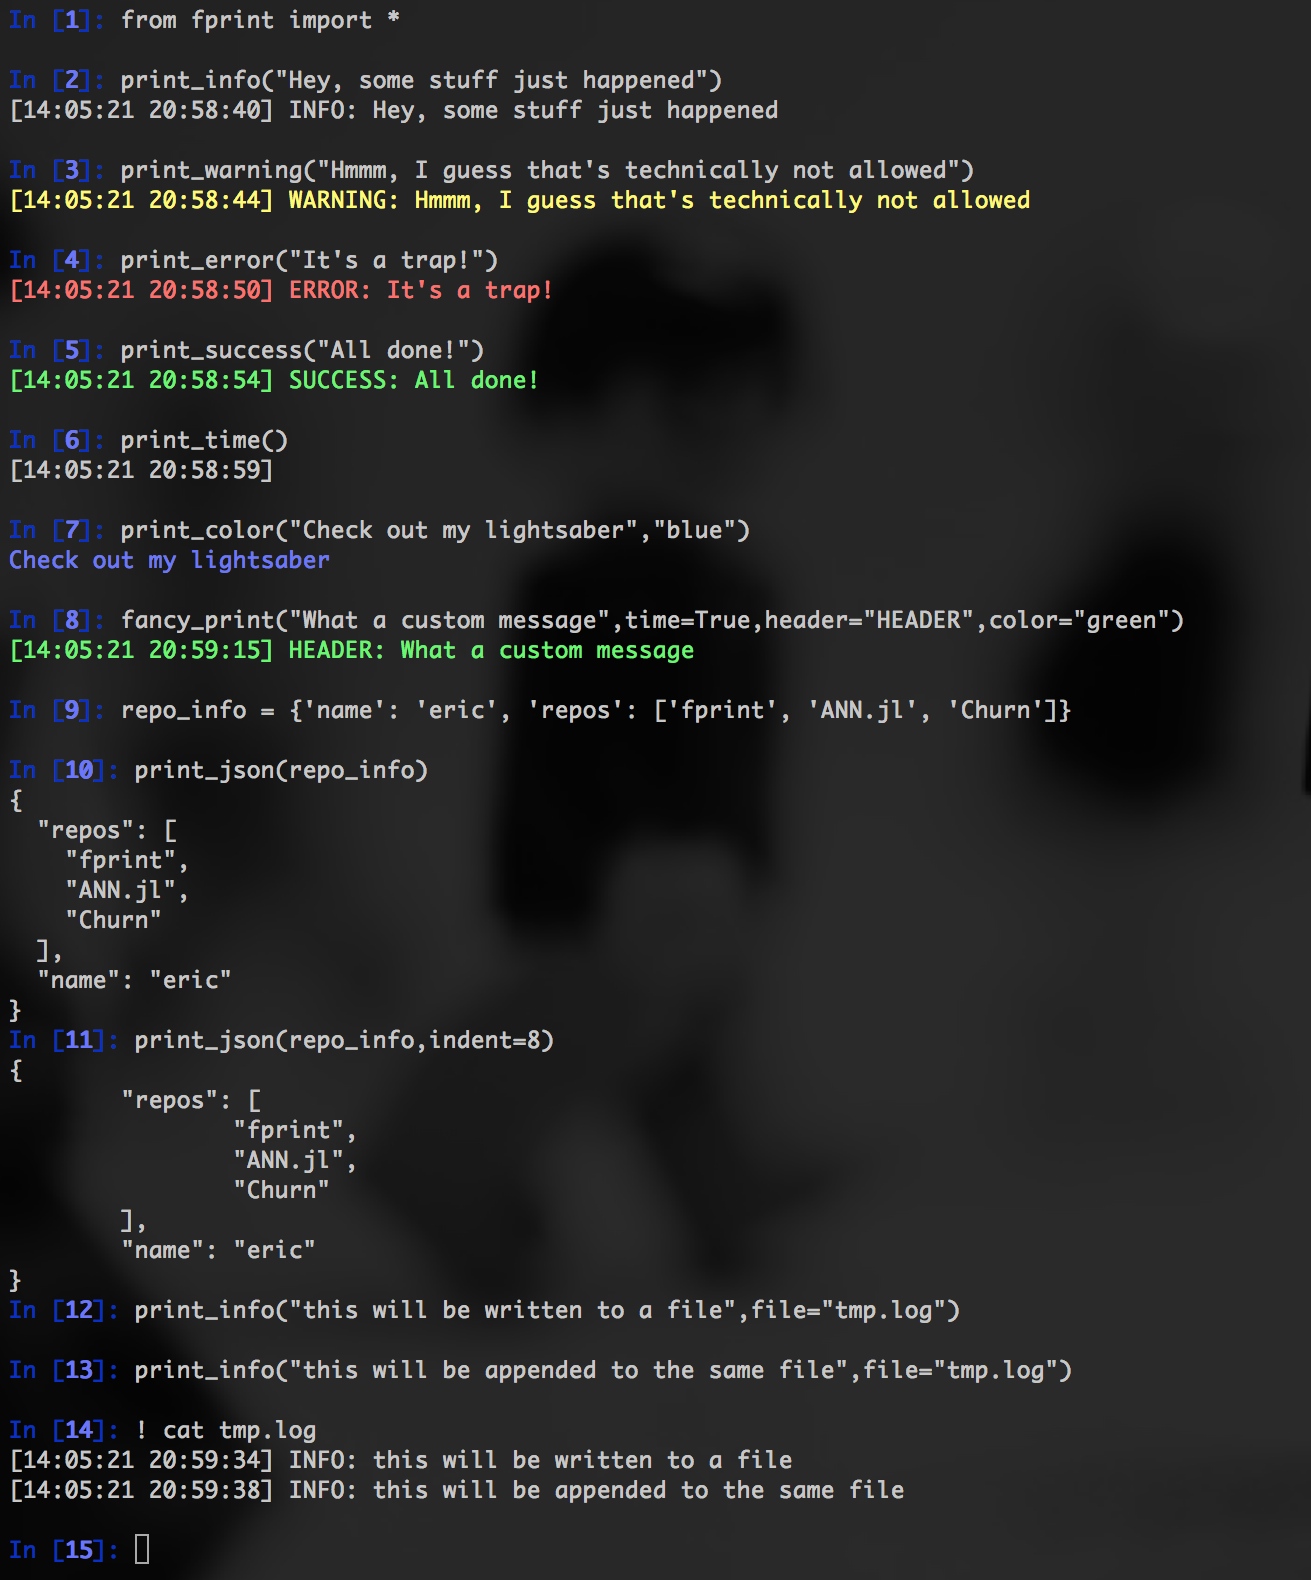 In [1]: from fprint import *
In [2]: print_info("Hey, some stuff just happened")
[14:05:21 20:58:40] INFO: Hey, some stuff just happened
In [3]: print_warning("Hmmm, I guess that's technically not allowed")
[14:05:21 20:58:44] WARNING: Hmmm, I guess that's technically not allowed
In [4]: print_error("It's a trap!")
[14:05:21 20:58:50] ERROR: It's a trap!
In [5]: print_success("All done!")
[14:05:21 20:58:54] SUCCESS: All done!
In [6]: print_time()
[14:05:21 20:58:59]
In [7]: print_color("Check out my lightsaber","blue")
Check out my lightsaber
In [8]: fancy_print("What a custom message",time=True,header="HEADER",color="green")
[14:05:21 20:59:15] HEADER: What a custom message
In [9]: repo_info = {'name': 'eric', 'repos': ['fprint', 'ANN.jl', 'Churn']}
In [10]: print_json(repo_info)
{
  "repos": [
    "fprint",
    "ANN.jl",
    "Churn"
  ],
  "name": "eric"
}
In [11]: print_json(repo_info,indent=8)
{
        "repos": [
                "fprint",
                "ANN.jl",
                "Churn"
        ],
        "name": "eric"
}
In [12]: print_info("this will be written to a file",file="tmp.log")
In [13]: print_info("this will be appended to the same file",file="tmp.log")
In [14]: ! cat tmp.log
[14:05:21 20:59:34] INFO: this will be written to a file
[14:05:21 20:59:38] INFO: this will be appended to the same file
In [15]: